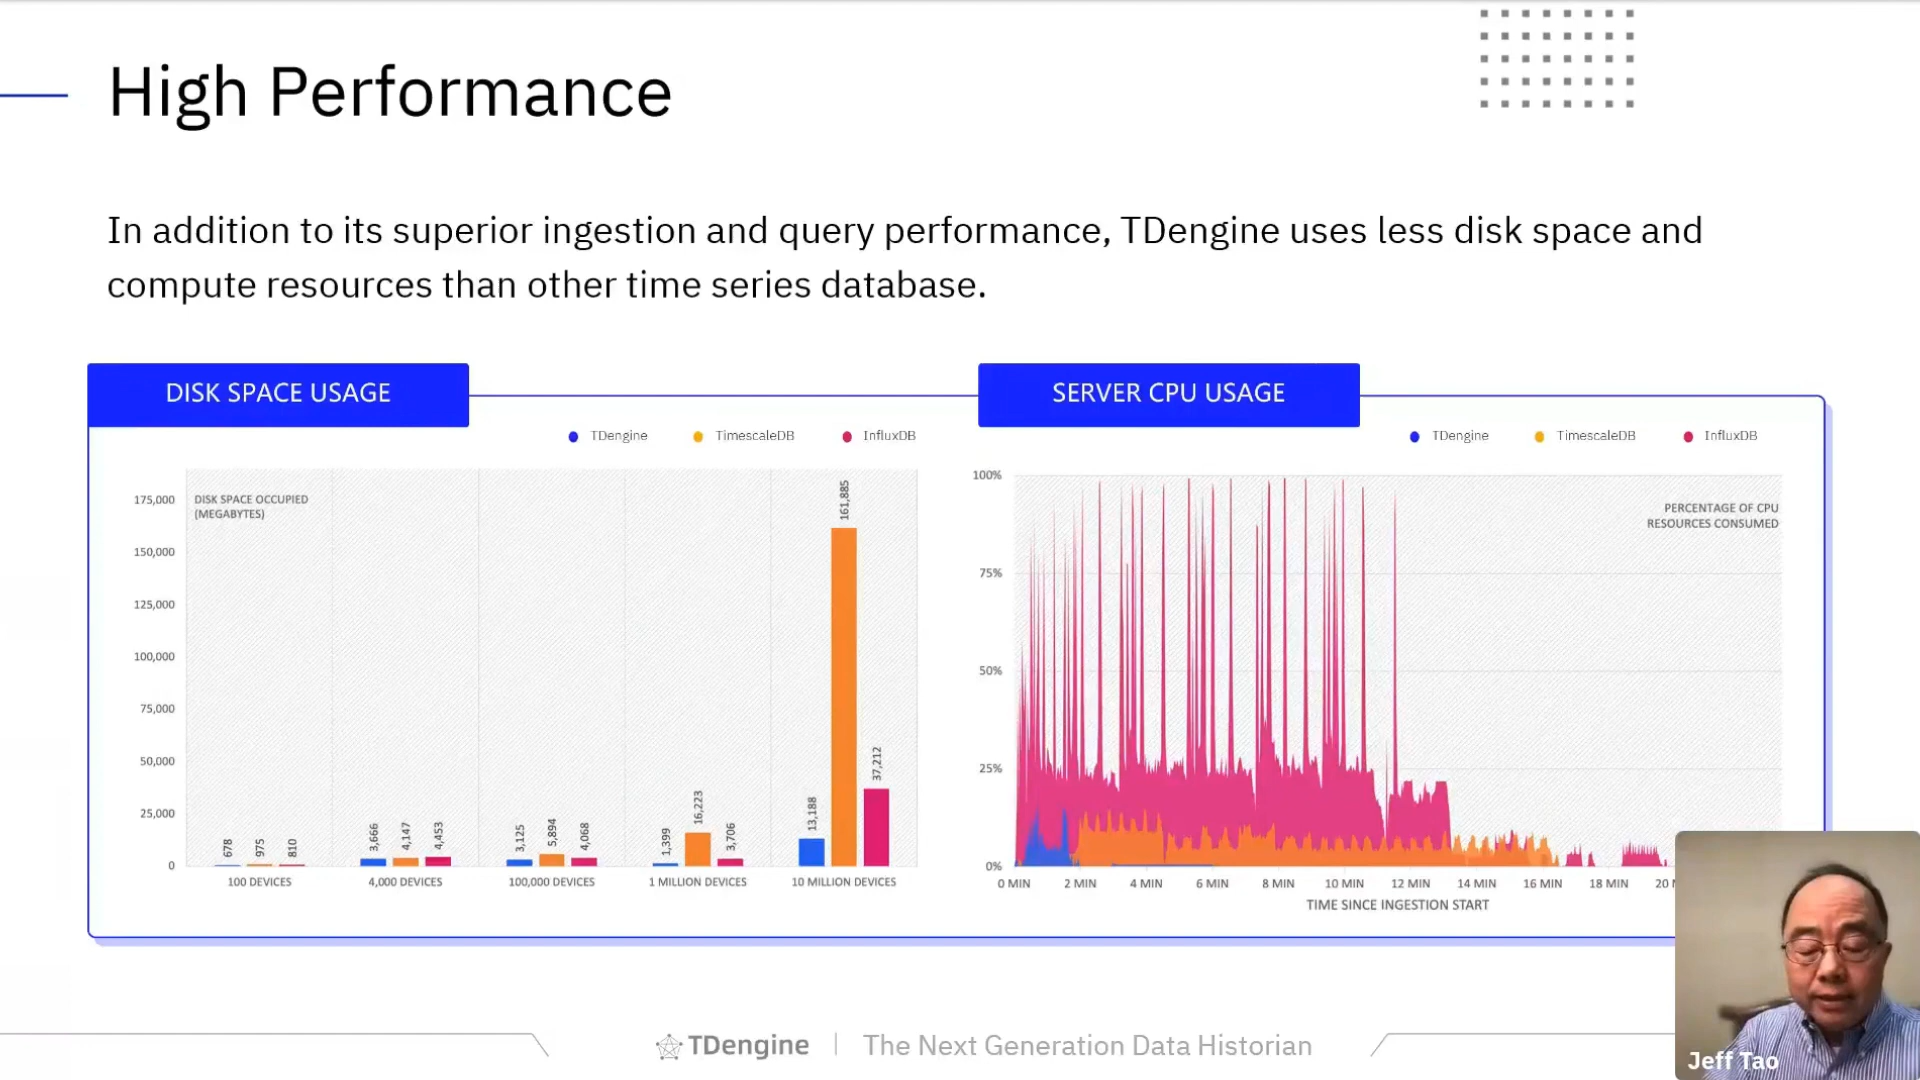 High Performance
In addition to its superior ingestion and query performance, TDengine uses less disk space and
compute resources than other time series database.
DISK SPACE USAGE
TDengine TimescaleDB InfluxDB
DISK SPACE OCCUPIED
(MEGABYTES)
175,000
150,000
125,000
100,000
75,000
50,000
25,000
0
678 975 810
3,666 4,147 4,453
3,125 5,894 4,068
1,399 16,223 3,706
13,188 161,885 37,212
100 DEVICES 4,000 DEVICES 100,000 DEVICES 1 MILLION DEVICES 10 MILLION DEVICES
SERVER CPU USAGE
TDengine TimescaleDB InfluxDB
PERCENTAGE OF CPU
RESOURCES CONSUMED
100%
75%
50%
25%
0%
0 MIN 2 MIN 4 MIN 6 MIN 8 MIN 10 MIN 12 MIN 14 MIN 16 MIN 18 MIN 20
TIME SINCE INGESTION START
TDengine | The Next Generation Data Historian
Jeff Tao